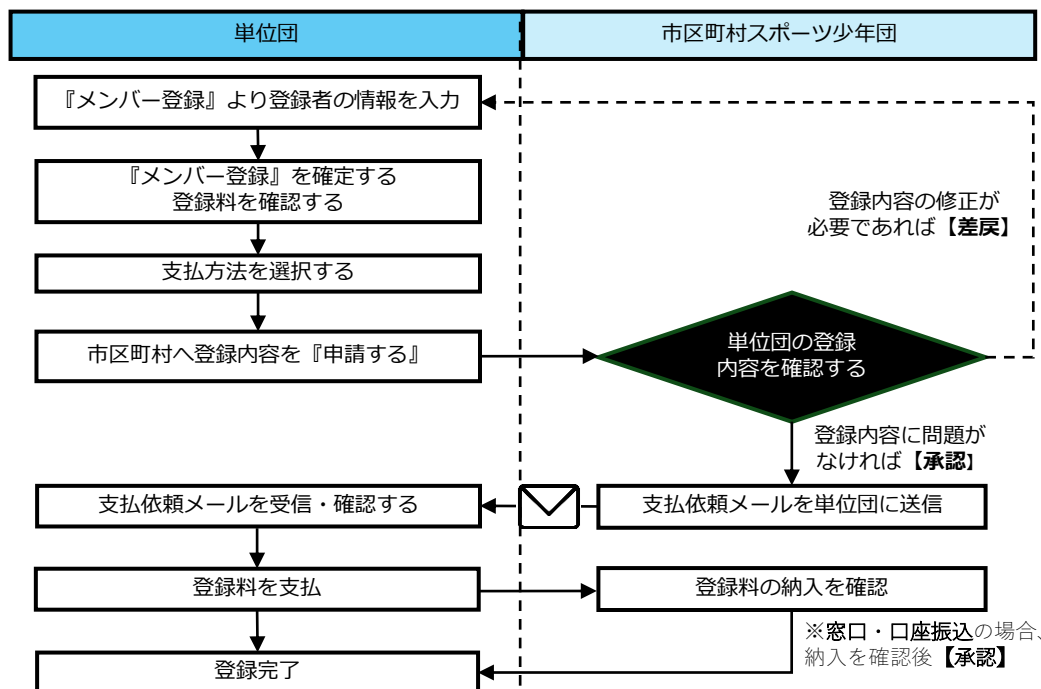 単位団
市区町村スポーツ少年団
『メンバー登録』より登録者の情報を入力
『メンバー登録』を確定する
登録料を確認する
登録内容の修正が
必要であれば【差戻】
支払方法を選択する
市区町村へ登録内容を『申請する』
単位団の登録
内容を確認する
登録内容に問題が
なければ【承認】
支払依頼メールを受信・確認する
支払依頼メールを単位団に送信
登録料を支払
登録料の納入を確認
※窓口・口座振込の場合、
納入を確認後【承認】
登録完了